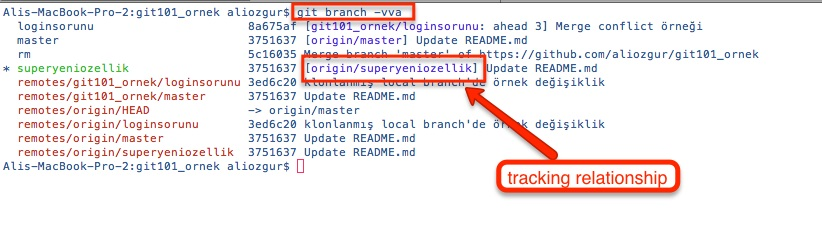 Alis-MacBook-Pro-2:git101_ornek aliozgur$ git branch -vva
loginsorunu 8a675af [git101_ornek/loginsorunu: ahead 3] Merge conflict örneği
master 3751637 [origin/master] Update README.md
rm 5c16035 Merge branch 'master' of https://github.com/aliozgur/git101_ornek
* superyeniozellik 3751637 [origin/superyeniozellik] Update README.md
remotes/git101_ornek/loginsorunu 3ed6c20 klonlanmış local branch'de örnek değişiklik
remotes/git101_ornek/master 3751637 Update README.md
remotes/origin/HEAD -> origin/master
remotes/origin/loginsorunu 3ed6c20 klonlanmış local branch'de örnek değişiklik
remotes/origin/master 3751637 Update README.md
remotes/origin/superyeniozellik 3751637 Update README.md
Alis-MacBook-Pro-2:git101_ornek aliozgur$
tracking relationship